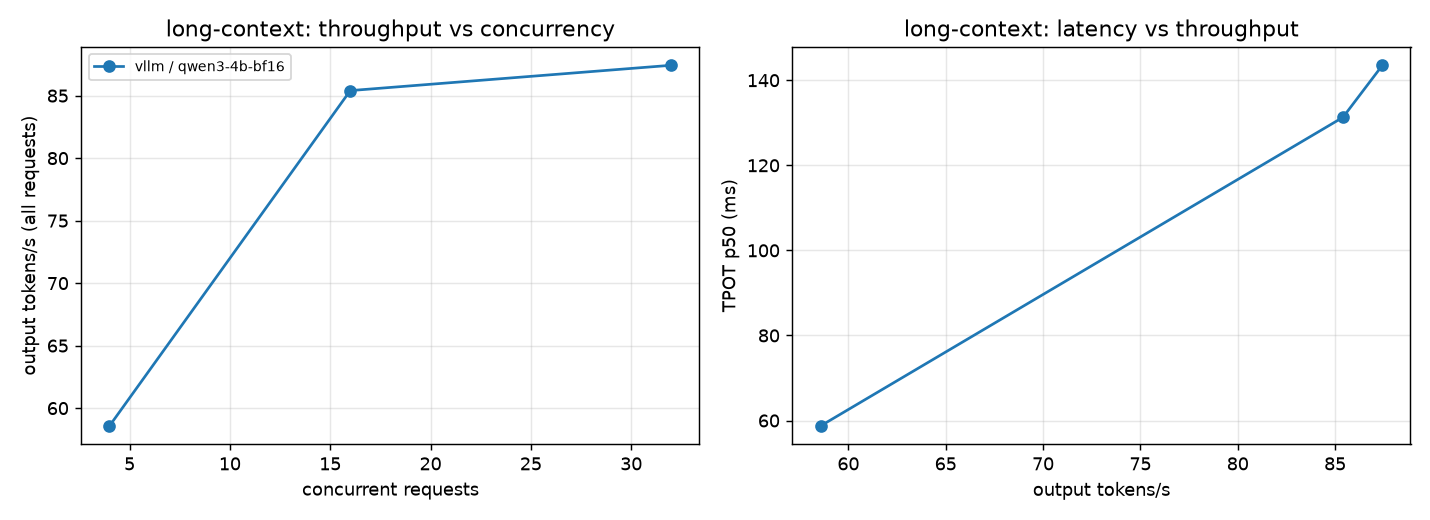 long-context: throughput vs concurrency
vllm / qwen3-4b-bf16
output tokens/s (all requests)
85
80
75
70
65
60
5 10 15 20 25 30
concurrent requests
long-context: latency vs throughput
TPOT p50 (ms)
140
120
100
80
60
60 65 70 75 80 85
output tokens/s